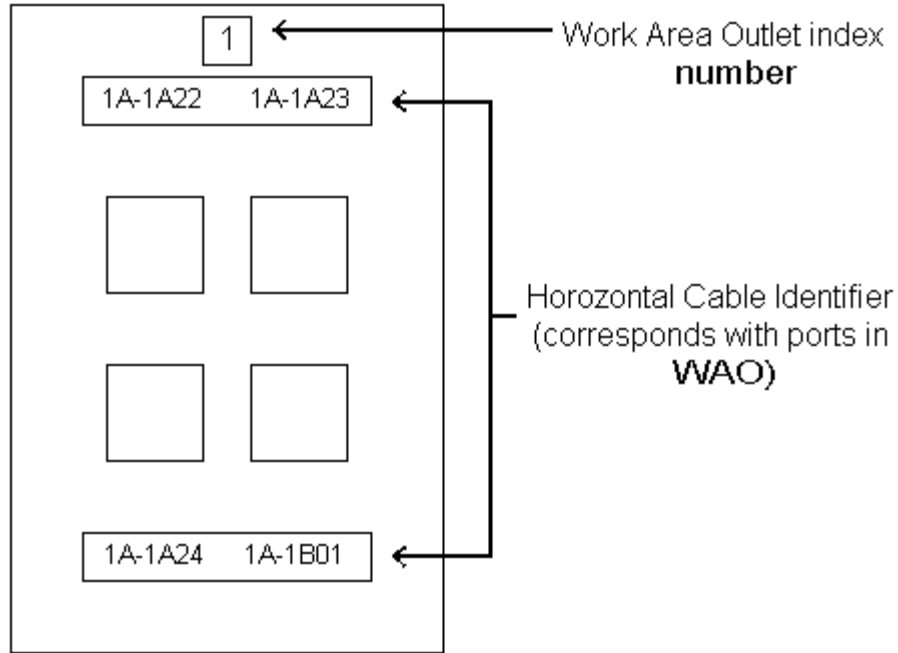 1
Work Area Outlet index
number
1A-1A22 1A-1A23
Horozontal Cable Identifier
(corresponds with ports in
WAO)
1A-1A24 1A-1B01